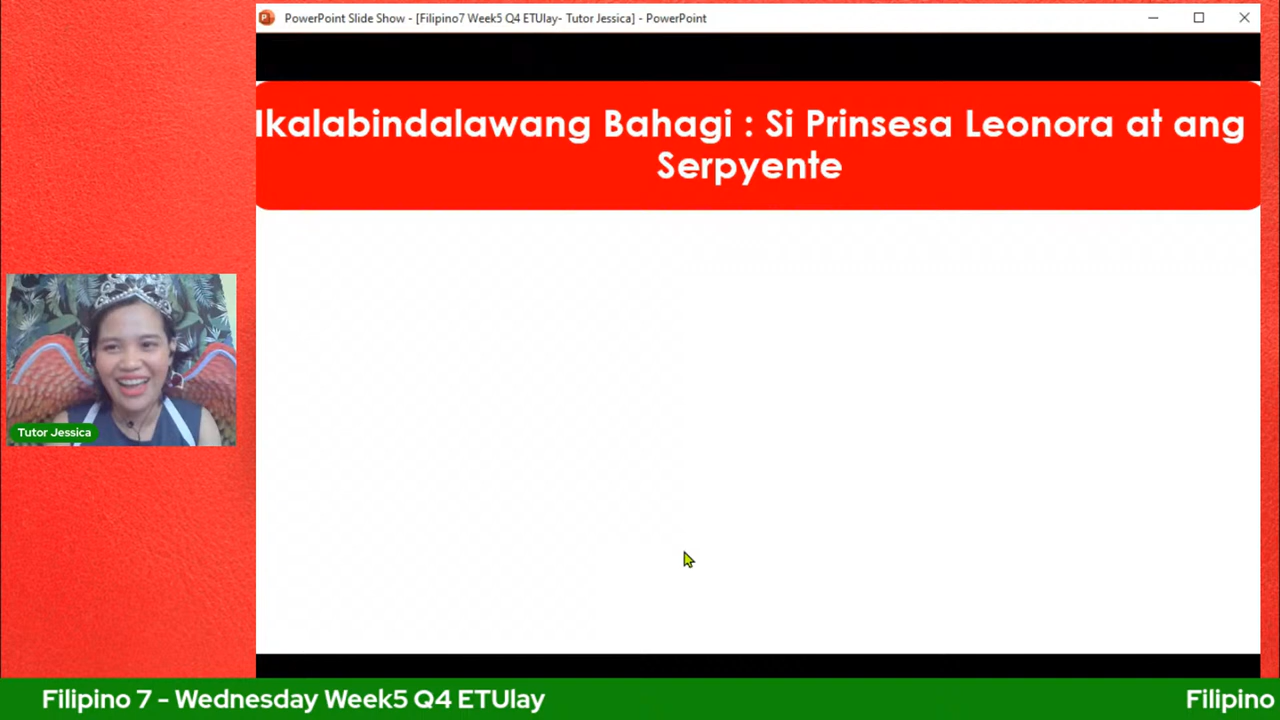 PowerPoint Slide Show - [Filipino7 Week5 Q4 ETUlay- Tutor Jessica] - PowerPoint
Ikalabindalawang Bahagi : Si Prinsesa Leonora at ang
Serpyente
Tutor Jessica
Filipino 7 - Wednesday Week5 Q4 ETUlay
Filipino